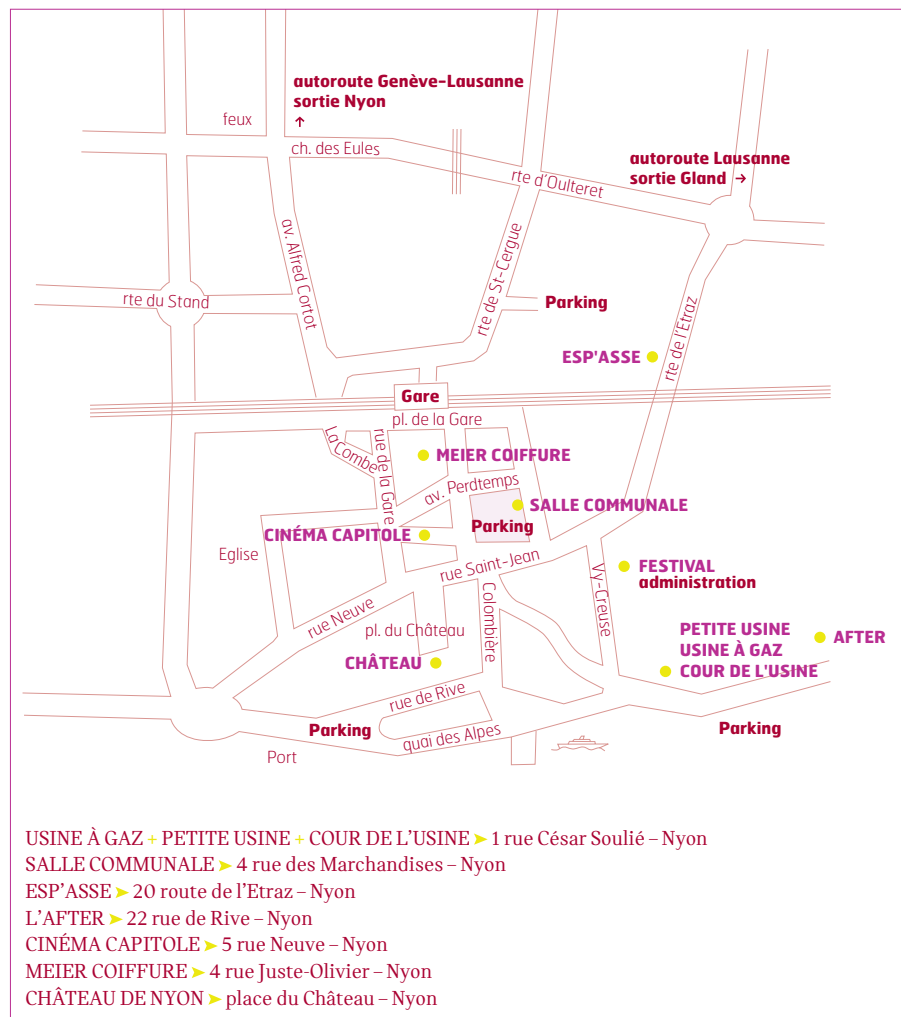 autoroute Genève-Lausanne
sortie Nyon
↑
feux
ch. des Eules
autoroute Lausanne
sortie Gland →
rte d'Oulteret
av. Alfred Cortot
rte de St-Cergue
rte du Stand
Parking
rte de l'Etraz
ESP'ASSE
Gare
pl. de la Gare
La Combe
rue de la Gare
MEIER COIFFURE
av. Perdtemps
SALLE COMMUNALE
Parking
CINÉMA CAPITOLE
Eglise
rue Saint-Jean
FESTIVAL
administration
Vy-Creuse
rue Neuve
Colombière
pl. du Château
PETITE USINE
USINE À GAZ
COUR DE L'USINE
AFTER
CHÂTEAU
rue de Rive
Parking
quai des Alpes
Parking
Port
USINE À GAZ + PETITE USINE + COUR DE L'USINE ➤ 1 rue César Soulié – Nyon
SALLE COMMUNALE ➤ 4 rue des Marchandises – Nyon
ESP'ASSE ➤ 20 route de l'Etraz – Nyon
L'AFTER ➤ 22 rue de Rive – Nyon
CINÉMA CAPITOLE ➤ 5 rue Neuve – Nyon
MEIER COIFFURE ➤ 4 rue Juste-Olivier – Nyon
CHÂTEAU DE NYON ➤ place du Château – Nyon